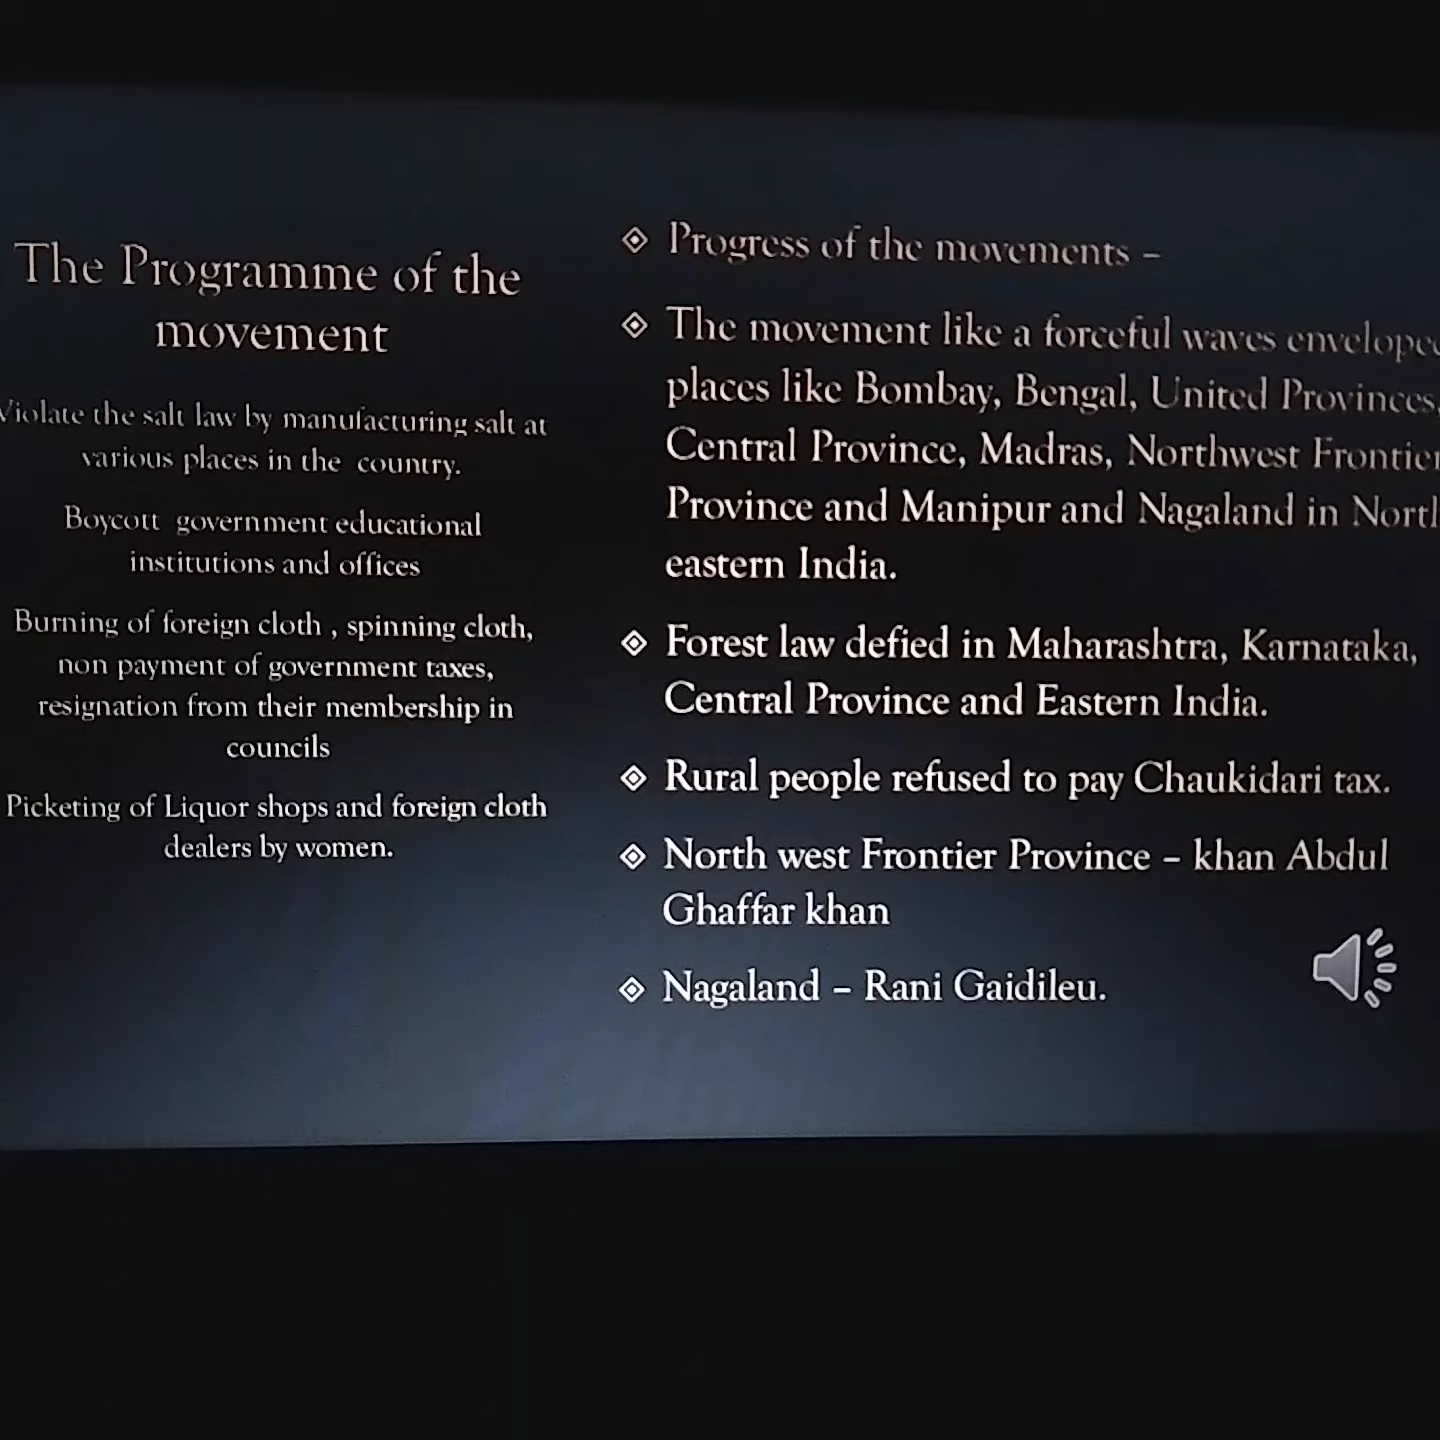 The Programme of the
movement
Violate the salt law by manufacturing salt at
various places in the country.
Boycott government educational
institutions and offices
Burning of foreign cloth , spinning cloth,
non payment of government taxes,
resignation from their membership in
councils
Picketing of Liquor shops and foreign cloth
dealers by women.
Progress of the movements –
The movement like a forceful waves enveloped
places like Bombay, Bengal, United Provinces,
Central Province, Madras, Northwest Frontier
Province and Manipur and Nagaland in North
eastern India.
Forest law defied in Maharashtra, Karnataka,
Central Province and Eastern India.
Rural people refused to pay Chaukidari tax.
North west Frontier Province – khan Abdul
Ghaffar khan
Nagaland – Rani Gaidileu.